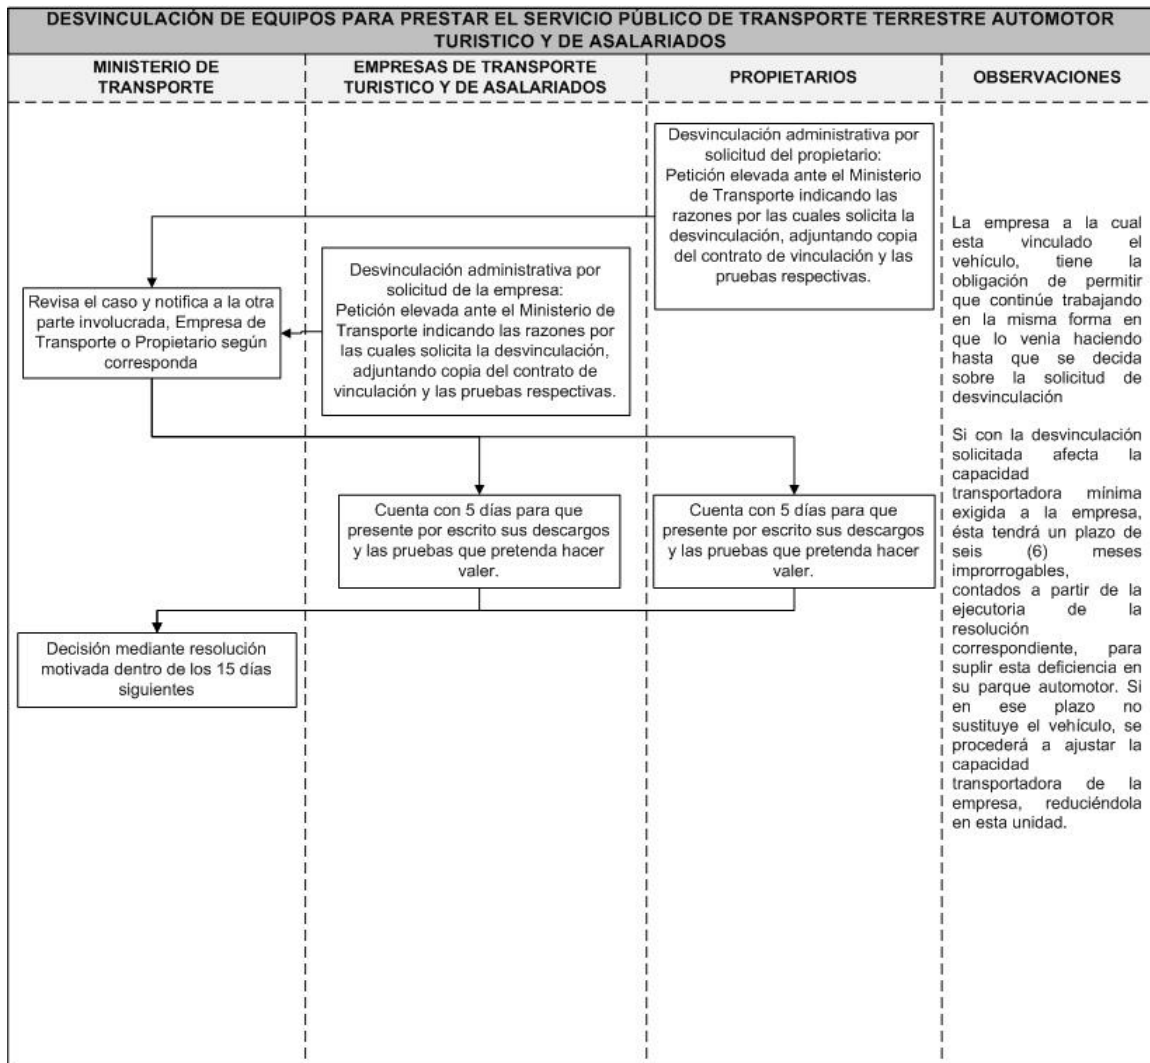 DESVINCULACIÓN DE EQUIPOS PARA PRESTAR EL SERVICIO PÚBLICO DE TRANSPORTE TERRESTRE AUTOMOTOR
TURISTICO Y DE ASALARIADOS
MINISTERIO DE
TRANSPORTE
EMPRESAS DE TRANSPORTE
TURISTICO Y DE ASALARIADOS
PROPIETARIOS
OBSERVACIONES
Desvinculación administrativa por
solicitud del propietario:
Petición elevada ante el Ministerio
de Transporte indicando las
razones por las cuales solicita la
desvinculación, adjuntando copia
del contrato de vinculación y las
pruebas respectivas.
Desvinculación administrativa por
solicitud de la empresa:
Petición elevada ante el Ministerio de
Transporte indicando las razones por
las cuales solicita la desvinculación,
adjuntando copia del contrato de
vinculación y las pruebas respectivas.
Revisa el caso y notifica a la otra
parte involucrada, Empresa de
Transporte o Propietario según
corresponda
Cuenta con 5 días para que
presente por escrito sus descargos
y las pruebas que pretenda hacer
valer.
Cuenta con 5 días para que
presente por escrito sus descargos
y las pruebas que pretenda hacer
valer.
Decisión mediante resolución
motivada dentro de los 15 días
siguientes
La empresa a la cual
esta vinculado el
vehículo, tiene la
obligación de permitir
que continúe trabajando
en la misma forma en
que lo venia haciendo
hasta que se decida
sobre la solicitud de
desvinculación
Si con la desvinculación
solicitada afecta la
capacidad
transportadora mínima
exigida a la empresa,
ésta tendrá un plazo de
seis (6) meses
improrrogables,
contados a partir de la
ejecutoria de la
resolución
correspondiente, para
suplir esta deficiencia en
su parque automotor. Si
en ese plazo no
sustituye el vehículo, se
procederá a ajustar la
capacidad
transportadora de la
empresa, reduciéndola
en esta unidad.